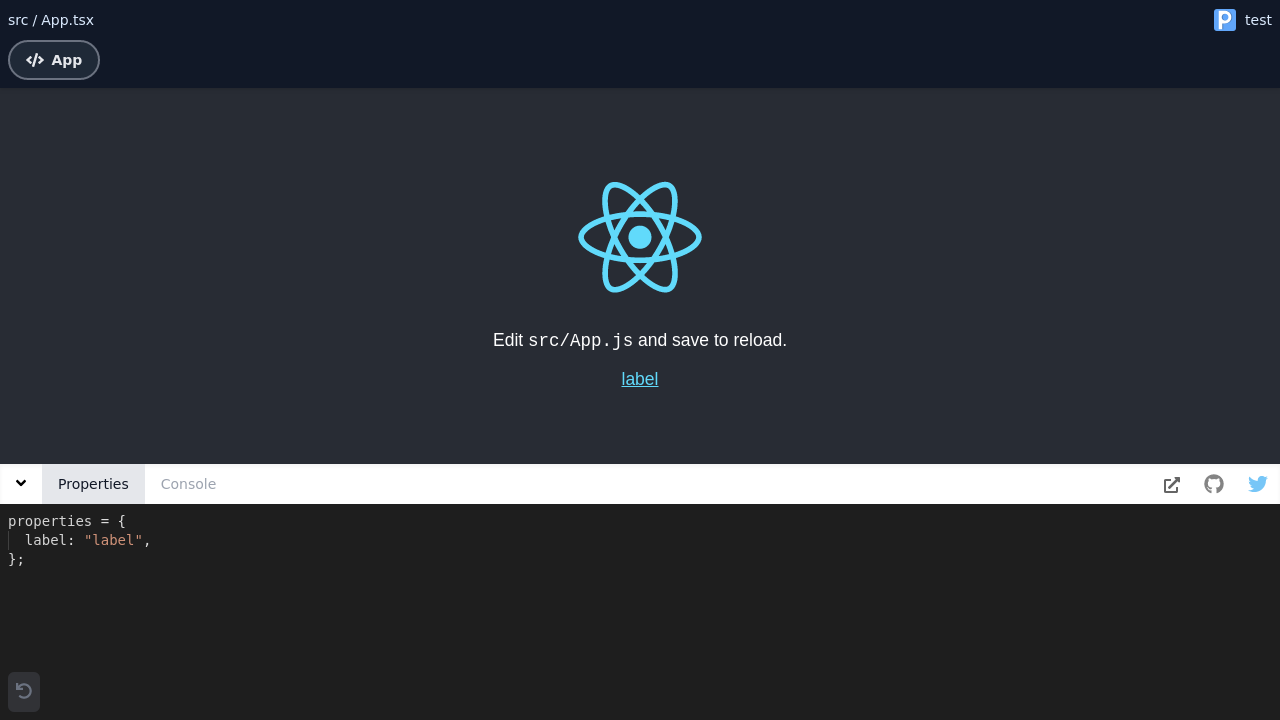 src / App.tsx
P test
App
Edit src/App.js and save to reload.
label
Properties Console
properties = {
  label: "label",
};